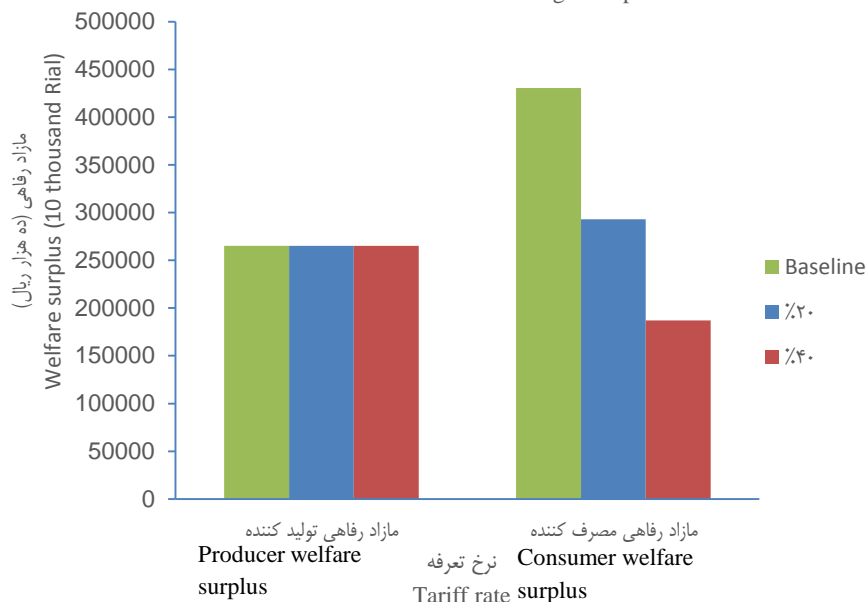 500000
450000
400000
350000
300000
250000
200000
150000
100000
50000
0
مازاد رفاهی (ده هزار ریال)
Welfare surplus (10 thousand Rial)
Baseline
%۲۰
%۴۰
مازاد رفاهی تولید کننده
Producer welfare
surplus
مازاد رفاهی مصرف کننده
Consumer welfare
surplus
نرخ تعرفه
Tariff rate